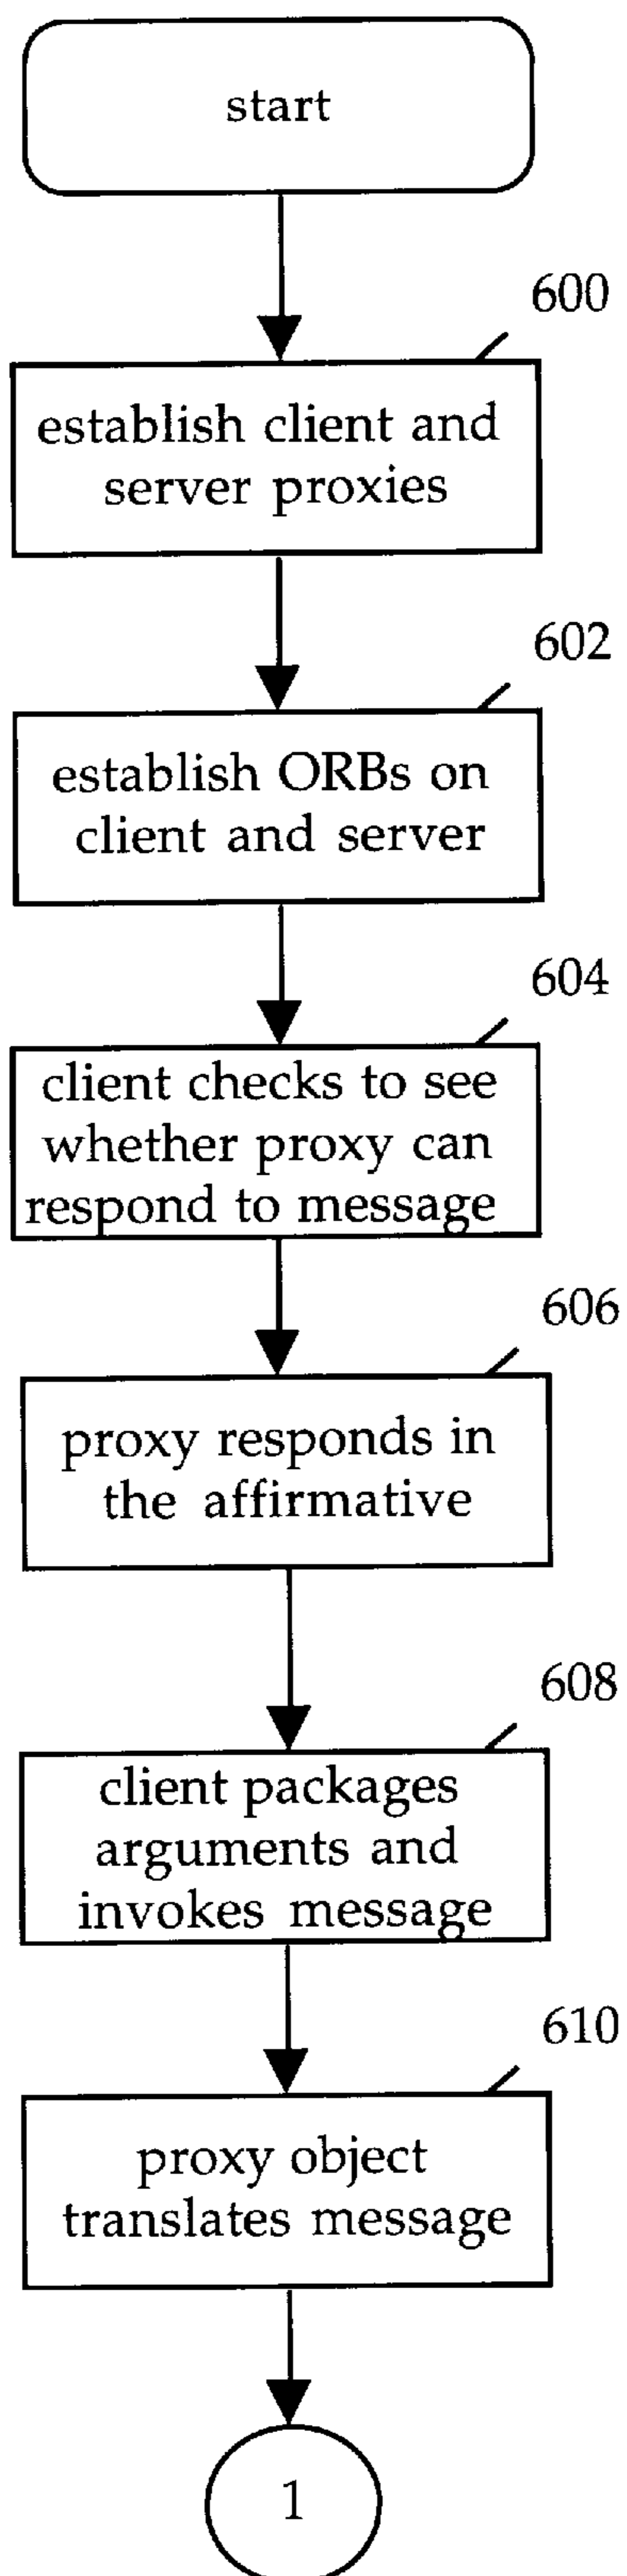 start
600
establish client and
server proxies
602
establish ORBs on
client and server
604
client checks to see
whether proxy can
respond to message
606
proxy responds in
the affirmative
608
client packages
arguments and
invokes message
610
proxy object
translates message
1